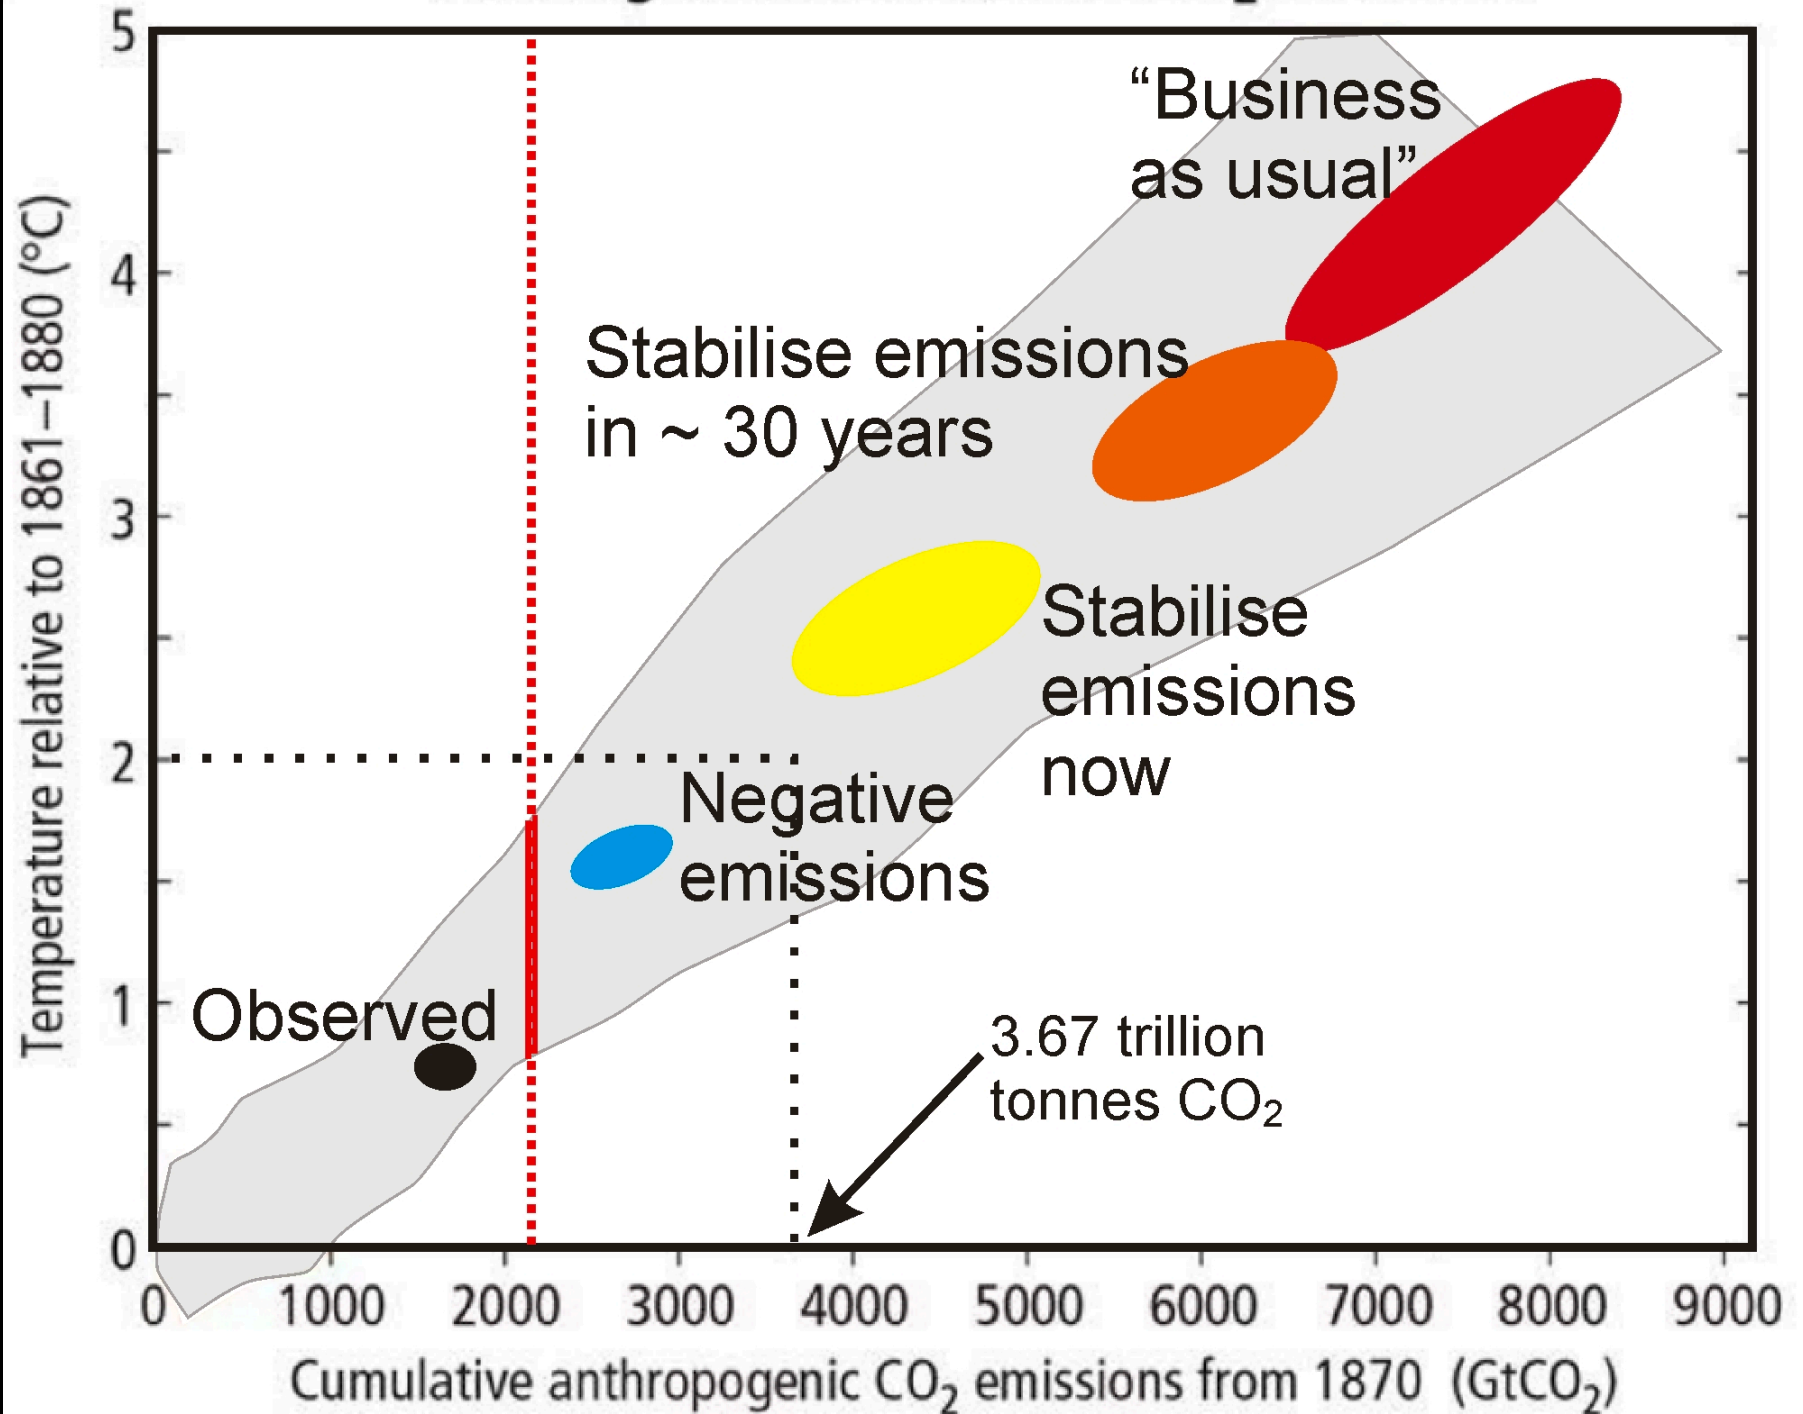 5
4
3
2
1
0
Temperature relative to 1861–1880 (°C)
“Business
as usual”
Stabilise emissions
in ~ 30 years
Stabilise
emissions
now
Negative
emissions
Observed
3.67 trillion
tonnes CO₂
0 1000 2000 3000 4000 5000 6000 7000 8000 9000
Cumulative anthropogenic CO₂ emissions from 1870 (GtCO₂)